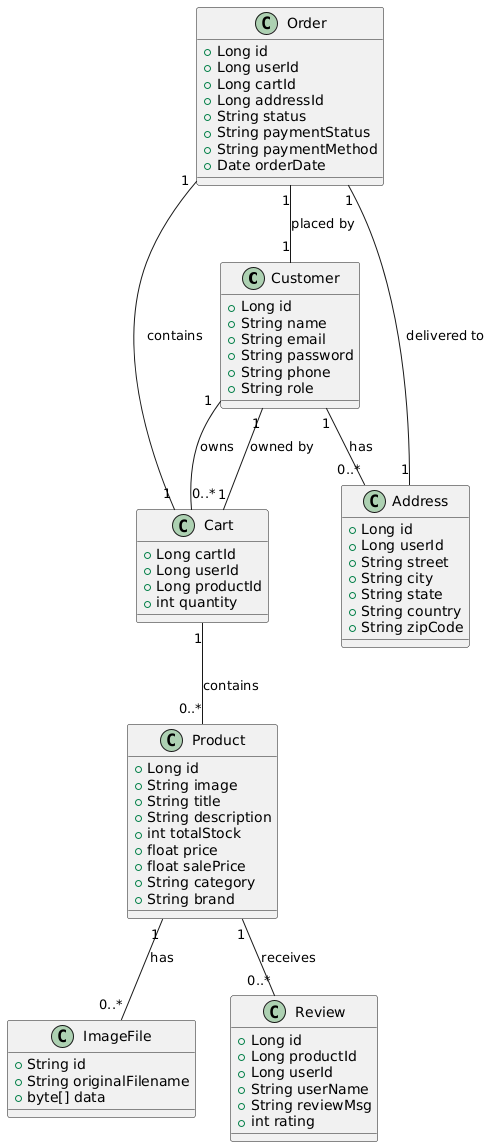 C Order
Long id
Long userId
Long cartId
Long addressId
String status
String paymentStatus
String paymentMethod
Date orderDate
1
1
1
placed by
1
C Customer
Long id
String name
String email
String password
String phone
String role
contains
delivered to
1
1
1
owns
owned by
has
1
0..*
1
0..*
1
C Cart
Long cartId
Long userId
Long productId
int quantity
C Address
Long id
Long userId
String street
String city
String state
String country
String zipCode
1
contains
0..*
C Product
Long id
String image
String title
String description
int totalStock
float price
float salePrice
String category
String brand
1
1
has
receives
0..*
0..*
C ImageFile
String id
String originalFilename
byte[] data
C Review
Long id
Long productId
Long userId
String userName
String reviewMsg
int rating